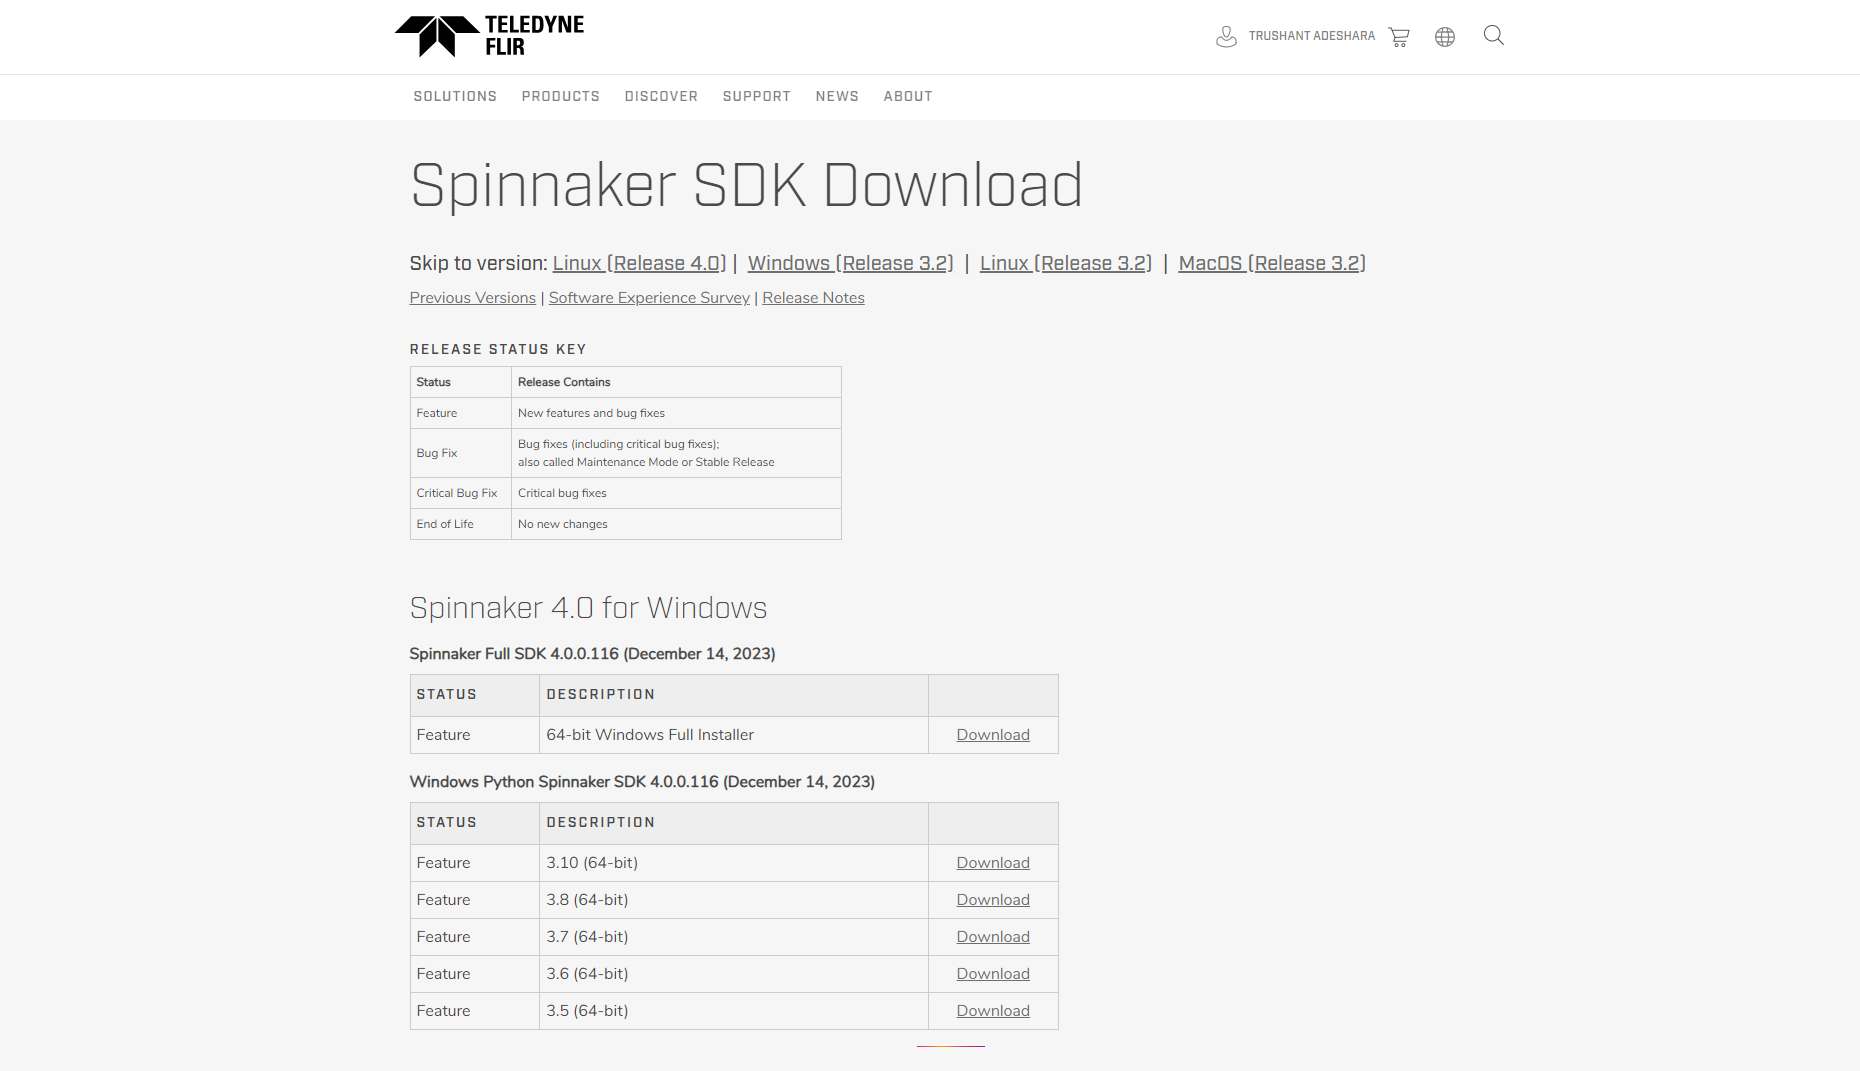 TELEDYNE
FLIR
TRUSHANT ADESHARA
SOLUTIONS PRODUCTS DISCOVER SUPPORT NEWS ABOUT
Spinnaker SDK Download
Skip to version: Linux (Release 4.0) | Windows (Release 3.2) | Linux (Release 3.2) | MacOS (Release 3.2)
Previous Versions | Software Experience Survey | Release Notes
RELEASE STATUS KEY
Status Release Contains
Feature New features and bug fixes
Bug Fix Bug fixes (including critical bug fixes);
also called Maintenance Mode or Stable Release
Critical Bug Fix Critical bug fixes
End of Life No new changes
Spinnaker 4.0 for Windows
Spinnaker Full SDK 4.0.0.116 (December 14, 2023)
STATUS DESCRIPTION
Feature 64-bit Windows Full Installer Download
Windows Python Spinnaker SDK 4.0.0.116 (December 14, 2023)
STATUS DESCRIPTION
Feature 3.10 (64-bit) Download
Feature 3.8 (64-bit) Download
Feature 3.7 (64-bit) Download
Feature 3.6 (64-bit) Download
Feature 3.5 (64-bit) Download